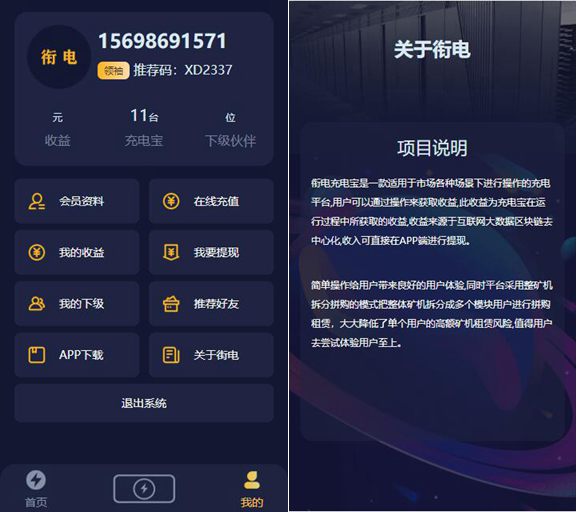 衔电
15698691571
领袖 推荐码：XD2337
元 11台 位
收益 充电宝 下级伙伴
会员资料 在线充值
我的收益 我要提现
我的下级 推荐好友
APP下载 关于街电
退出系统
首页 我的
关于衔电
项目说明
衔电充电宝是一款适用于市场各种场景下进行操作的充电
平台,用户可以通过操作来获取收益,此收益为充电宝在运
行过程中所获取的收益,收益来源于互联网大数据区块链去
中心化,收入可直接在APP端进行提现。
简单操作给用户带来良好的用户体验,同时平台采用整矿机
拆分拼购的模式把整体矿机拆分成多个模块用户进行拼购
租赁，大大降低了单个用户的高额矿机租赁风险,值得用户
去尝试体验用户至上。